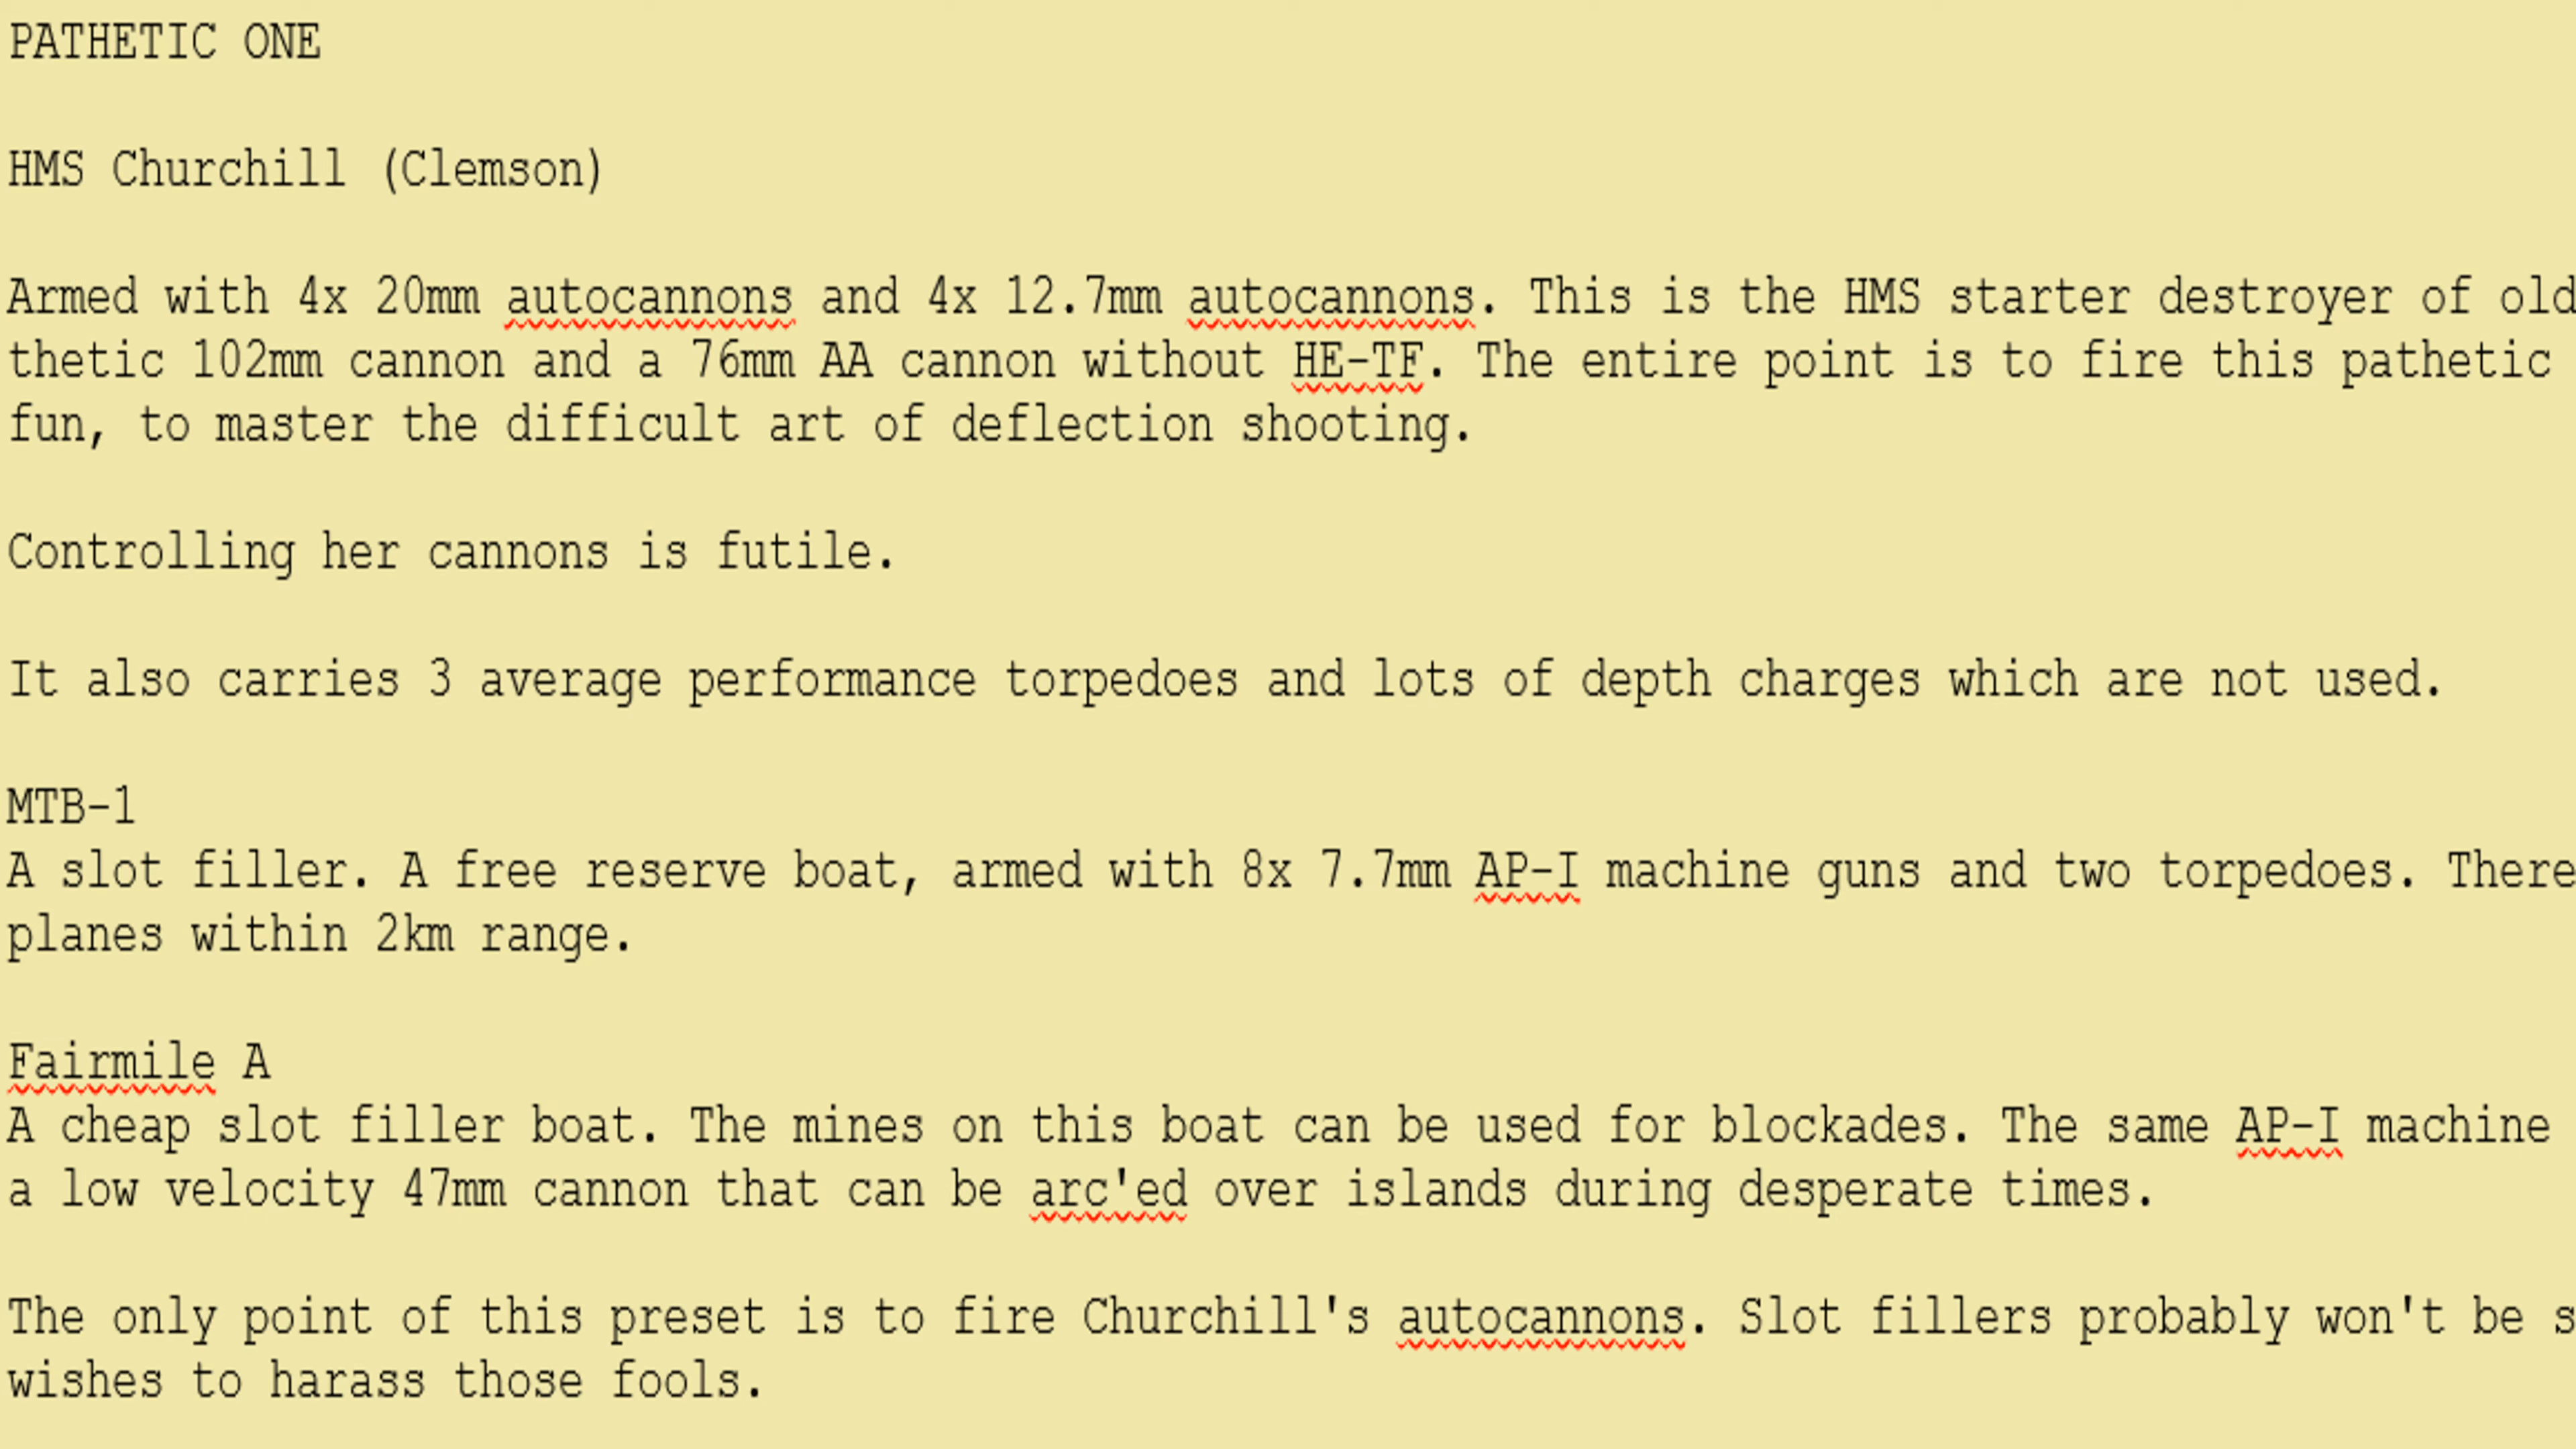 PATHETIC ONE
HMS Churchill (Clemson)
Armed with 4x 20mm autocannons and 4x 12.7mm autocannons. This is the HMS starter destroyer of old
thetic 102mm cannon and a 76mm AA cannon without HE-TF. The entire point is to fire this pathetic
fun, to master the difficult art of deflection shooting.
Controlling her cannons is futile.
It also carries 3 average performance torpedoes and lots of depth charges which are not used.
MTB-1
A slot filler. A free reserve boat, armed with 8x 7.7mm AP-I machine guns and two torpedoes. There
planes within 2km range.
Fairmile A
A cheap slot filler boat. The mines on this boat can be used for blockades. The same AP-I machine
a low velocity 47mm cannon that can be arc'ed over islands during desperate times.
The only point of this preset is to fire Churchill's autocannons. Slot fillers probably won't be s
wishes to harass those fools.